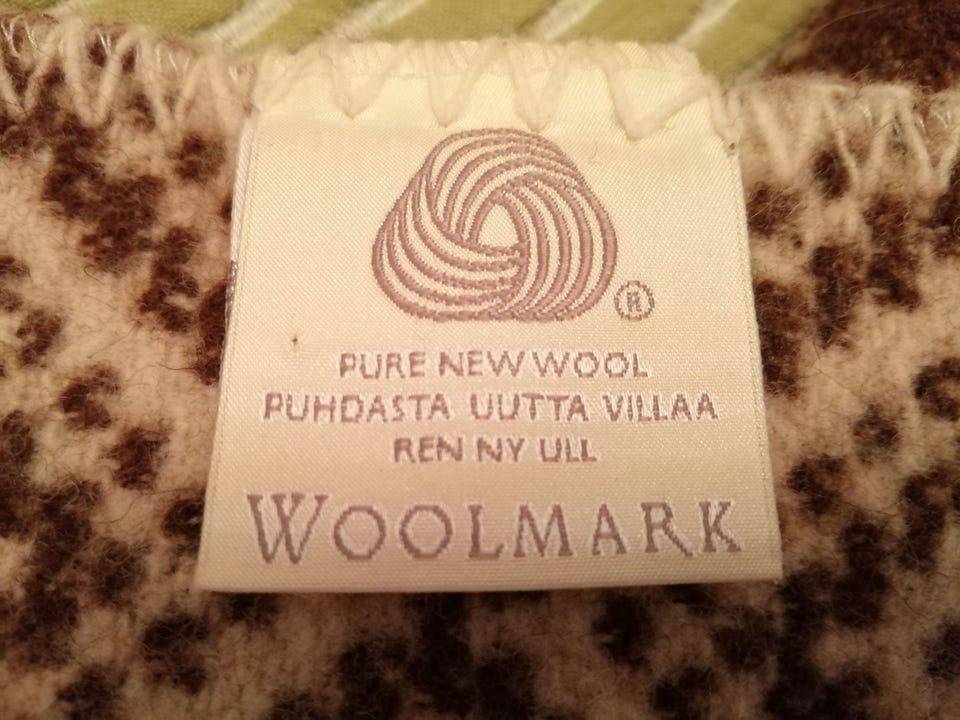 ®
PURE NEW WOOL
PUHDASTA UUTTA VILLAA
REN NY ULL
WOOLMARK